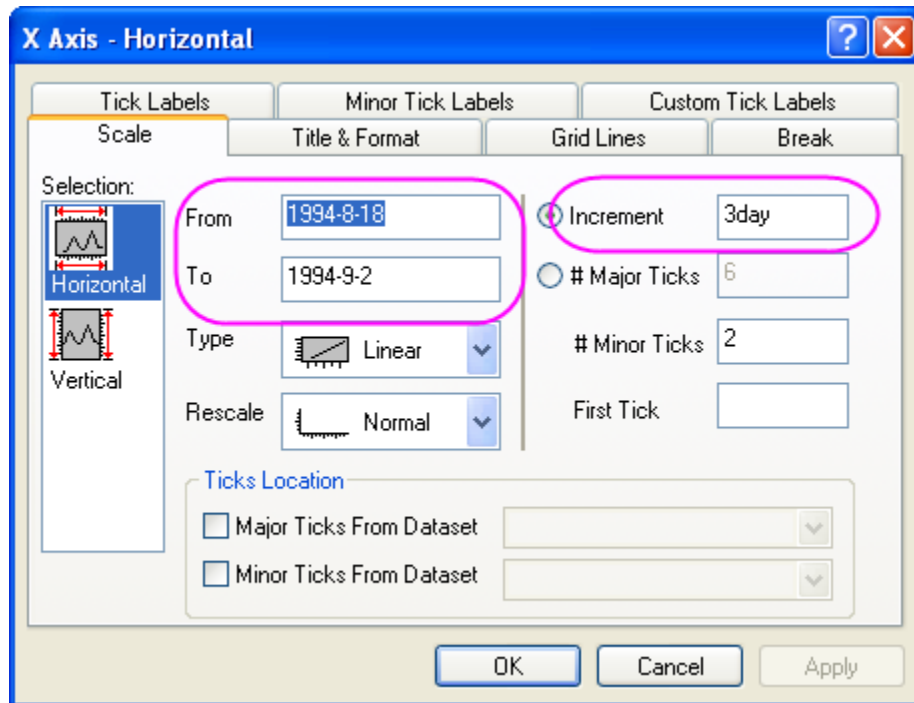 X Axis - Horizontal
?
Tick Labels
Minor Tick Labels
Custom Tick Labels
Scale
Title & Format
Grid Lines
Break
Selection:
Horizontal
Vertical
From 1994-8-18
To 1994-9-2
Type Linear
Rescale Normal
Increment 3day
# Major Ticks 6
# Minor Ticks 2
First Tick
Ticks Location
Major Ticks From Dataset
Minor Ticks From Dataset
OK
Cancel
Apply